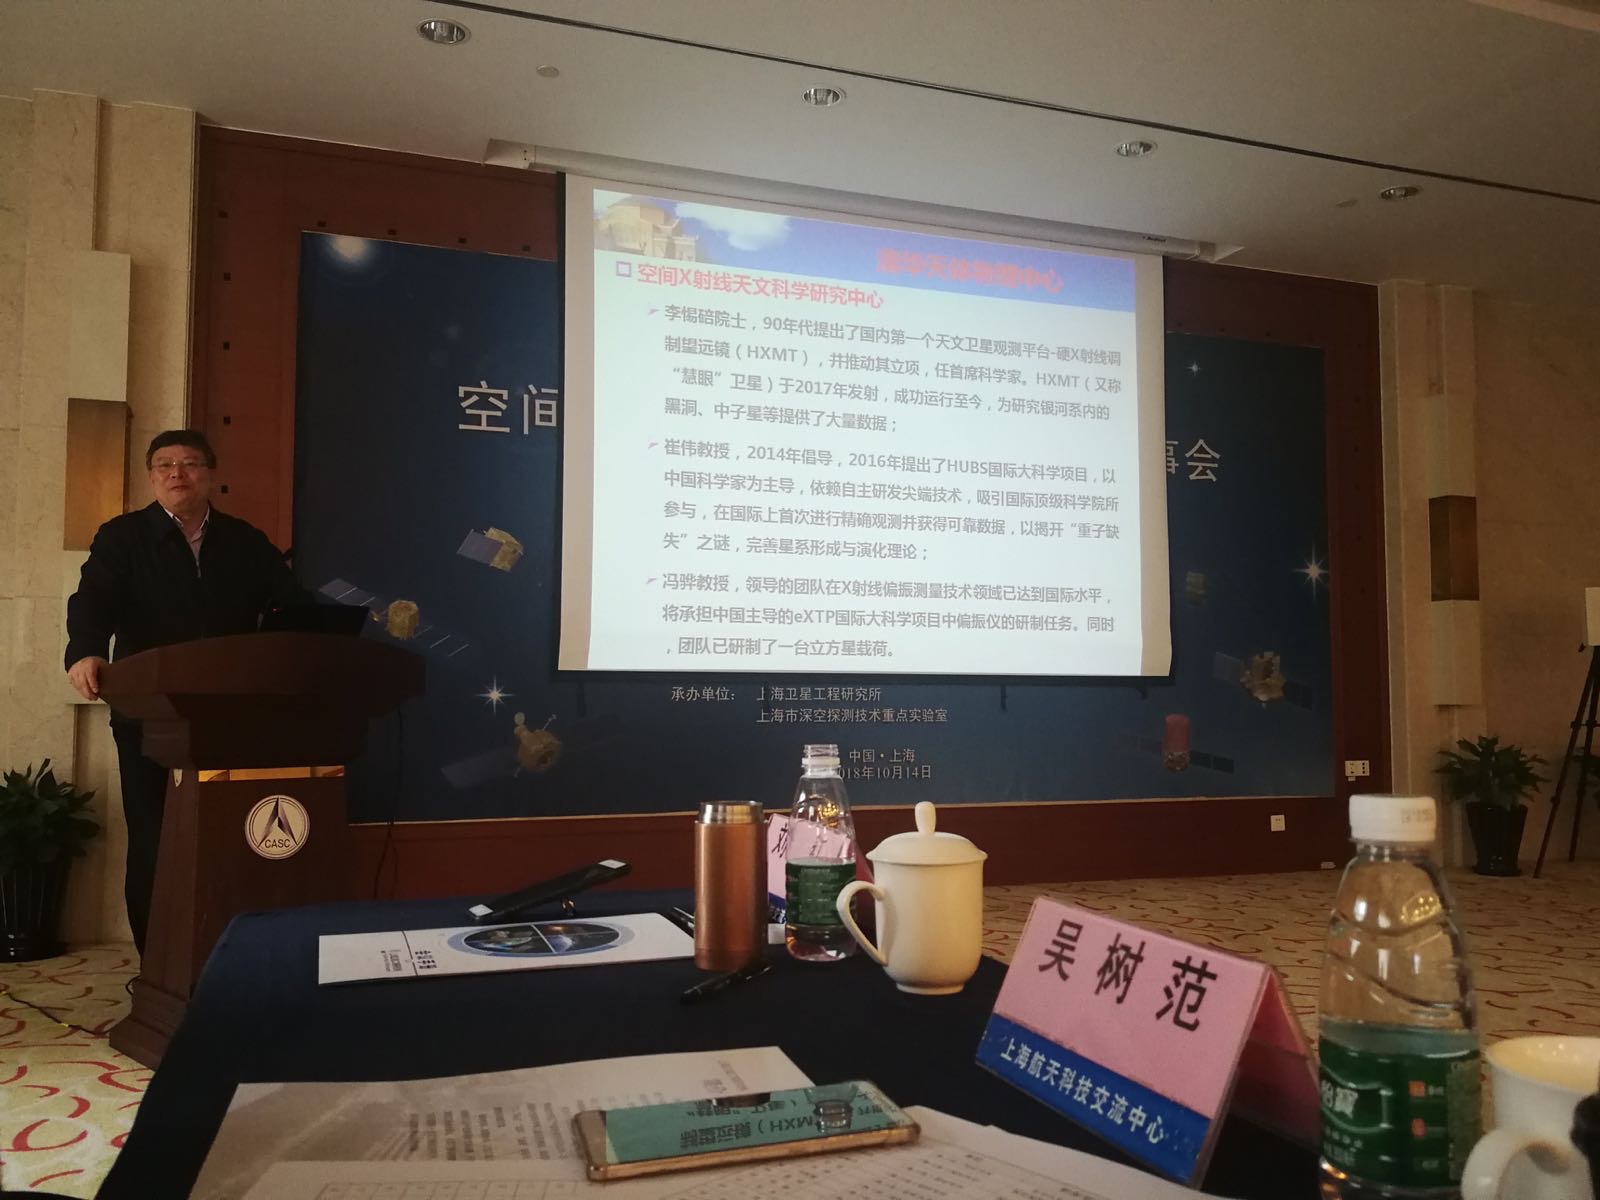 清华天体物理中心
空间X射线天文科学研究中心
李惕碚院士，90年代提出了国内第一个天文卫星观测平台-硬X射线调
制望远镜（HXMT），并推动其立项，任首席科学家。HXMT（又称
“慧眼”卫星）于2017年发射，成功运行至今，为研究银河系内的
黑洞、中子星等提供了大量数据；
崔伟教授，2014年倡导，2016年提出了HUBS国际大科学项目，以
中国科学家为主导，依赖自主研发尖端技术，吸引国际顶级科学院所
参与，在国际上首次进行精确观测并获得可靠数据，以揭开“重子缺
失”之谜，完善星系形成与演化理论；
冯骅教授，领导的团队在X射线偏振测量技术领域已达到国际水平，
将承担中国主导的eXTP国际大科学项目中偏振仪的研制任务。同时
，团队已研制了一台立方星载荷。
空间
事会
承办单位： 上海卫星工程研究所
上海市深空探测技术重点实验室
中国·上海
018年10月14日
CASC
吴树范
上海航天科技交流中心
怡寶